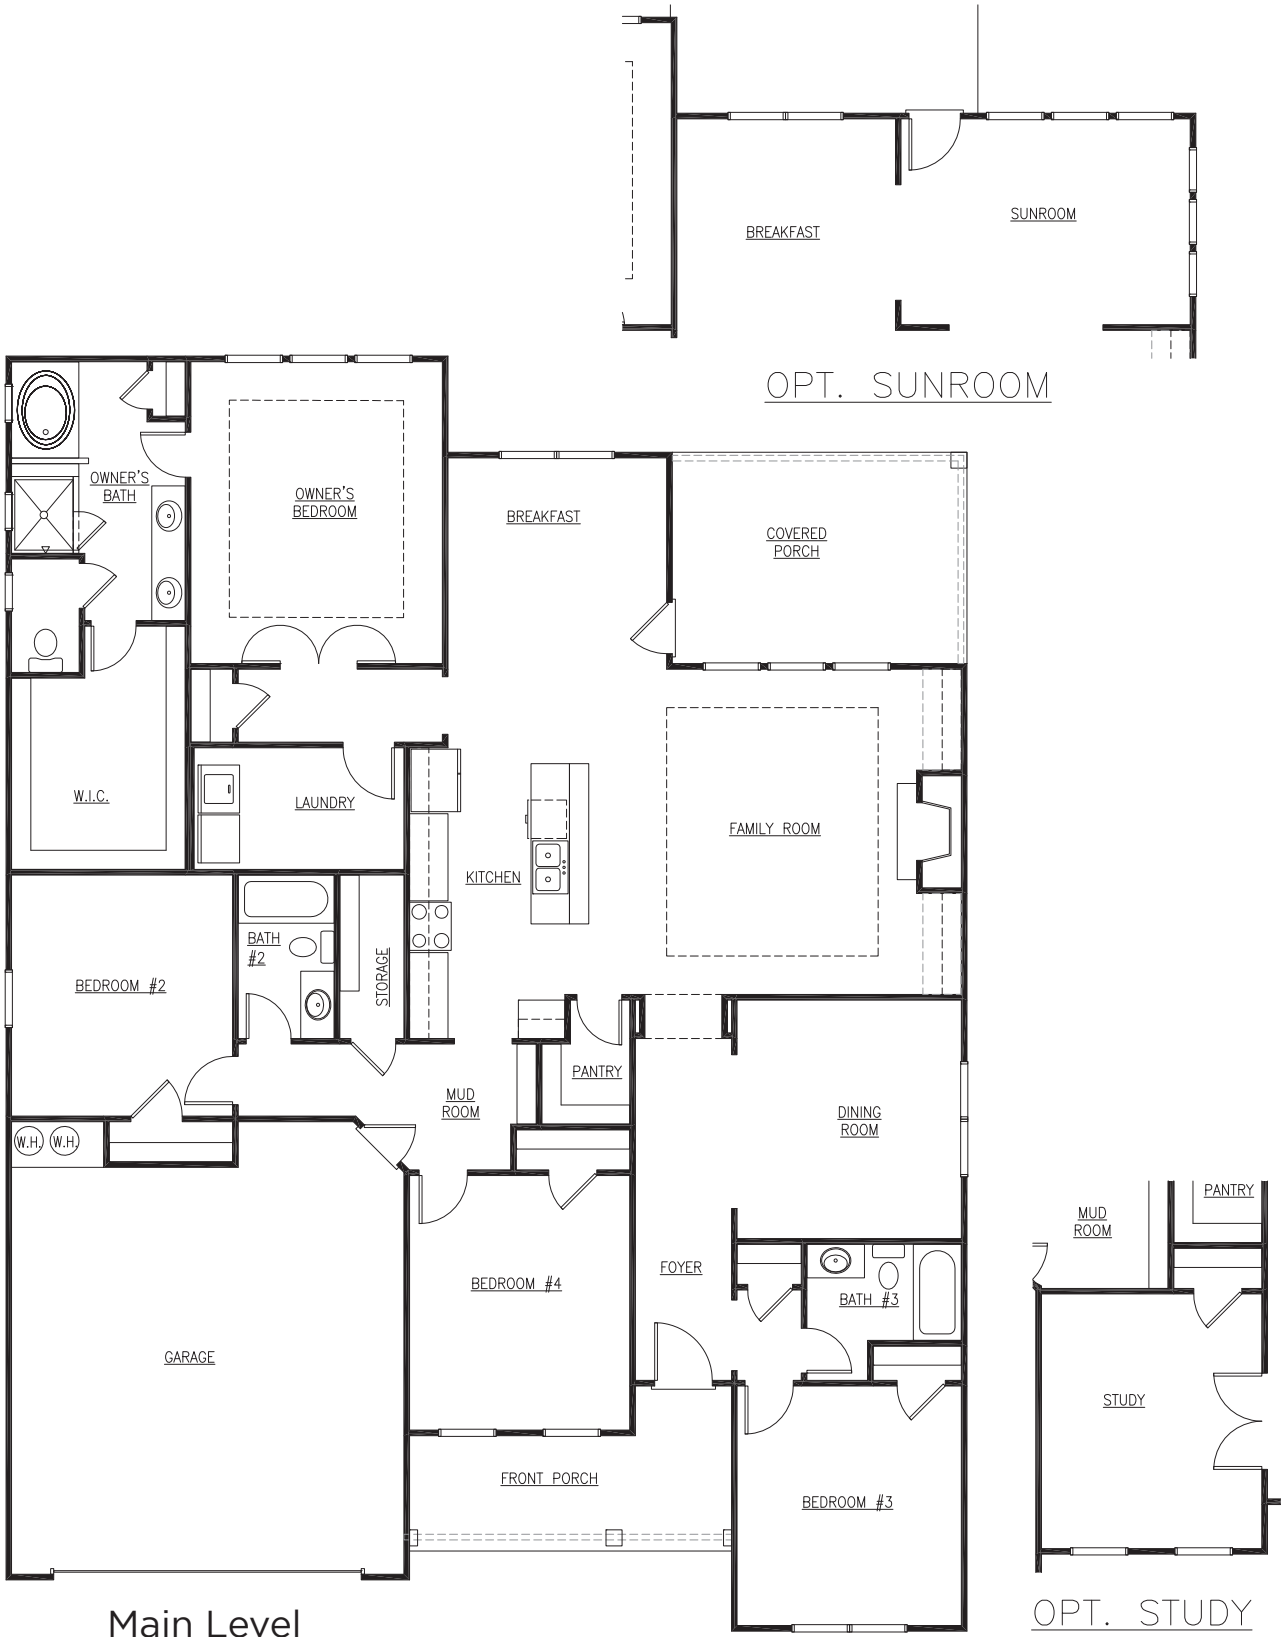 BREAKFAST
SUNROOM
OPT. SUNROOM
OWNER'S
BATH
OWNER'S
BEDROOM
BREAKFAST
COVERED
PORCH
W.I.C.
LAUNDRY
FAMILY ROOM
KITCHEN
BATH
#2
STORAGE
BEDROOM #2
PANTRY
MUD
ROOM
DINING
ROOM
W.H. W.H.
PANTRY
MUD
ROOM
FOYER
BEDROOM #4
BATH #3
GARAGE
STUDY
FRONT PORCH
BEDROOM #3
OPT. STUDY
Main Level